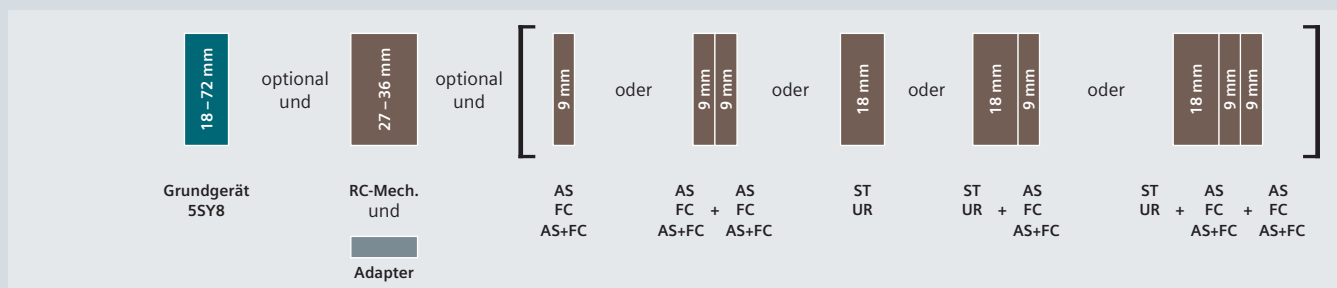 18–72 mm
optional
und
27–36 mm
optional
und
9 mm
oder
9 mm
9 mm
oder
18 mm
oder
18 mm
9 mm
oder
18 mm
9 mm
9 mm
Grundgerät
5SY8
RC-Mech.
und
Adapter
AS
FC
AS+FC
AS AS
FC + FC
AS+FC AS+FC
ST
UR
ST AS
UR + FC
AS+FC
ST AS AS
UR + FC + FC
AS+FC AS+FC